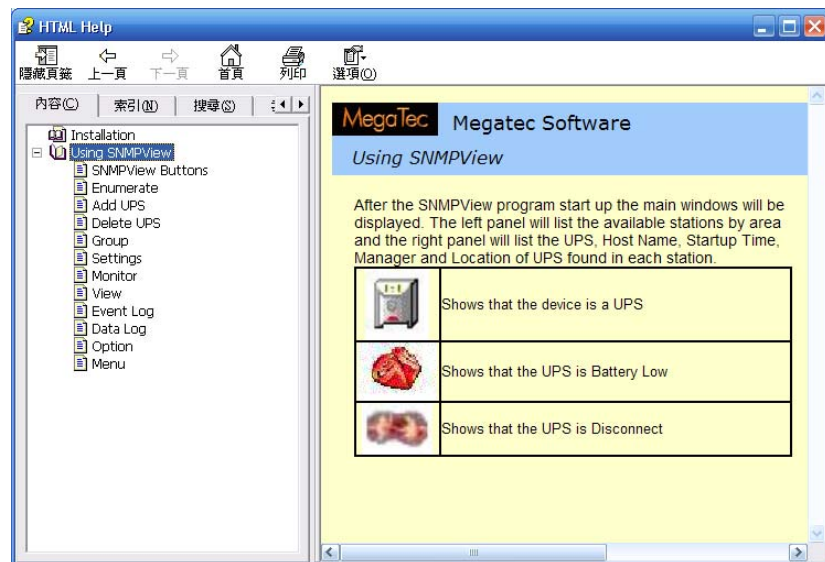 HTML Help
隱藏頁籤 上一頁 下一頁 首頁 列印 選項(O)
內容(C) 索引(N) 搜尋(S)
Installation
Using SNMPView
SNMPView Buttons
Enumerate
Add UPS
Delete UPS
Group
Settings
Monitor
View
Event Log
Data Log
Option
Menu
MegaTec Megatec Software
Using SNMPView
After the SNMPView program start up the main windows will be
displayed. The left panel will list the available stations by area
and the right panel will list the UPS, Host Name, Startup Time,
Manager and Location of UPS found in each station.
Shows that the device is a UPS
Shows that the UPS is Battery Low
Shows that the UPS is Disconnect